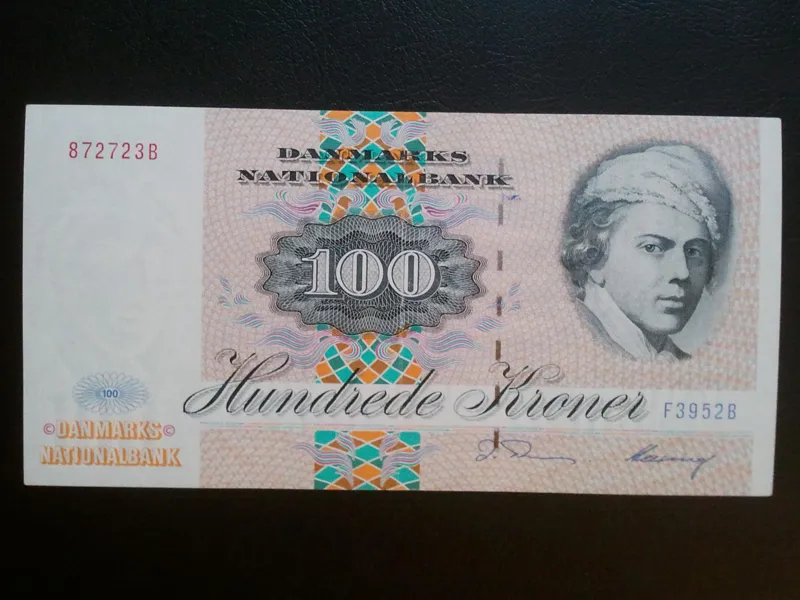 872723B
DANMARKS
NATIONALBANK
100
100
Hundrede Kroner
F3952B
©DANMARKS©
NATIONALBANK